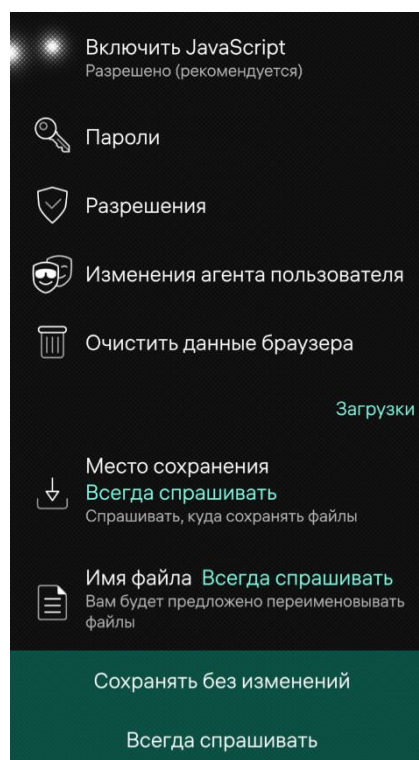 Включить JavaScript
Разрешено (рекомендуется)
Пароли
Разрешения
Изменения агента пользователя
Очистить данные браузера
Загрузки
Место сохранения
Всегда спрашивать
Спрашивать, куда сохранять файлы
Имя файла Всегда спрашивать
Вам будет предложено переименовывать
файлы
Сохранять без изменений
Всегда спрашивать